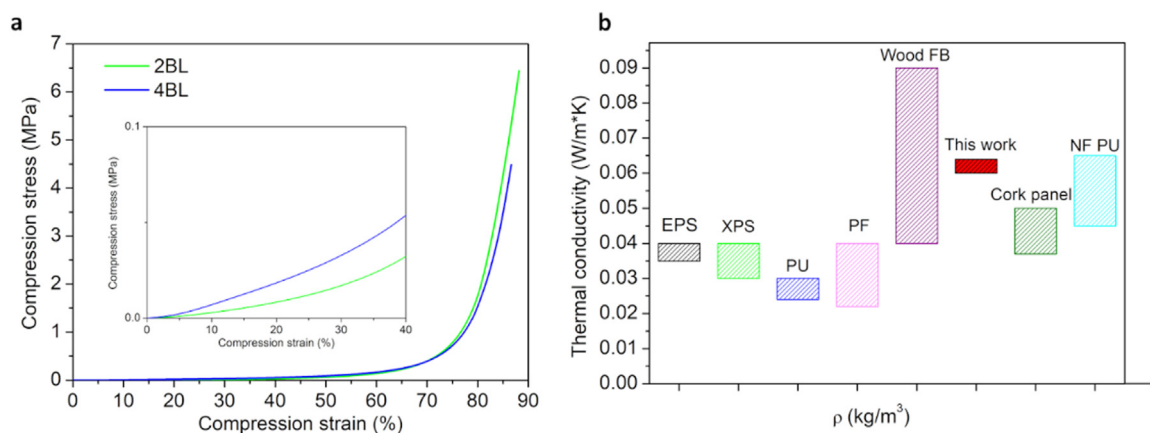 a
7
6
5
4
3
2
1
0
Compression stress (MPa)
2BL
4BL
0.1
0.0
Compression stress (MPa)
0 10 20 30 40
Compression strain (%)
0 10 20 30 40 50 60 70 80 90
Compression strain (%)
b
0.09
0.08
0.07
0.06
0.05
0.04
0.03
0.02
0.01
0.00
Thermal conductivity (W/m*K)
EPS
XPS
PU
PF
Wood FB
This work
Cork panel
NF PU
ρ (kg/m³)